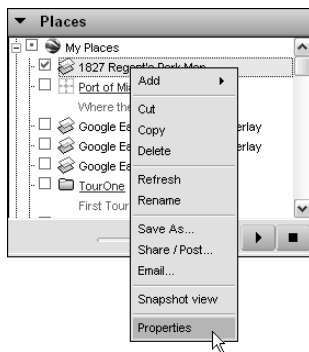 Places
My Places
1827 Regent's Park Map
Port of Mi
Where the
Google Ea
erlay
Google Ea
erlay
Google Ea
TourOne
First Tour
Add
Cut
Copy
Delete
Refresh
Rename
Save As...
Share / Post...
Email...
Snapshot view
Properties